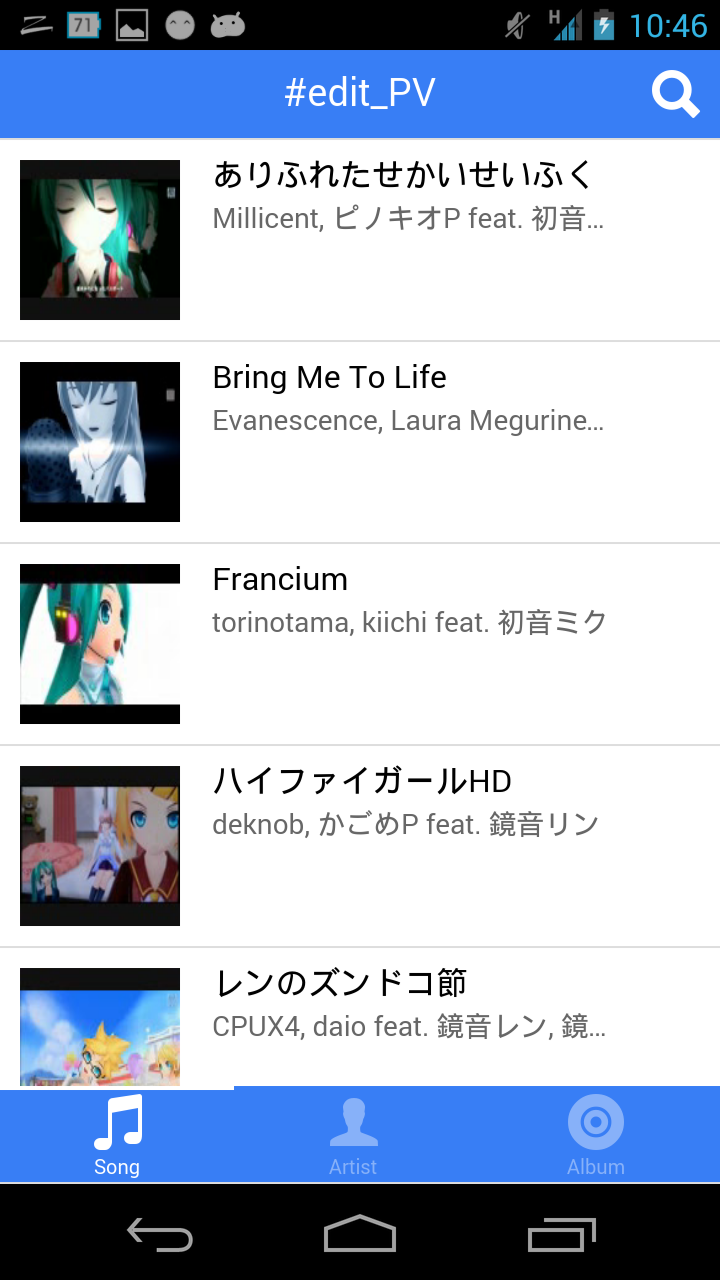 71
H
10:46
#edit_PV
ありふれたせかいせいふく
Millicent, ピノキオP feat. 初音...
Bring Me To Life
Evanescence, Laura Megurine...
Francium
torinotama, kiichi feat. 初音ミク
ハイファイガールHD
deknob, かごめP feat. 鏡音リン
レンのズンドコ節
CPUX4, daio feat. 鏡音レン, 鏡...
Song
Artist
Album